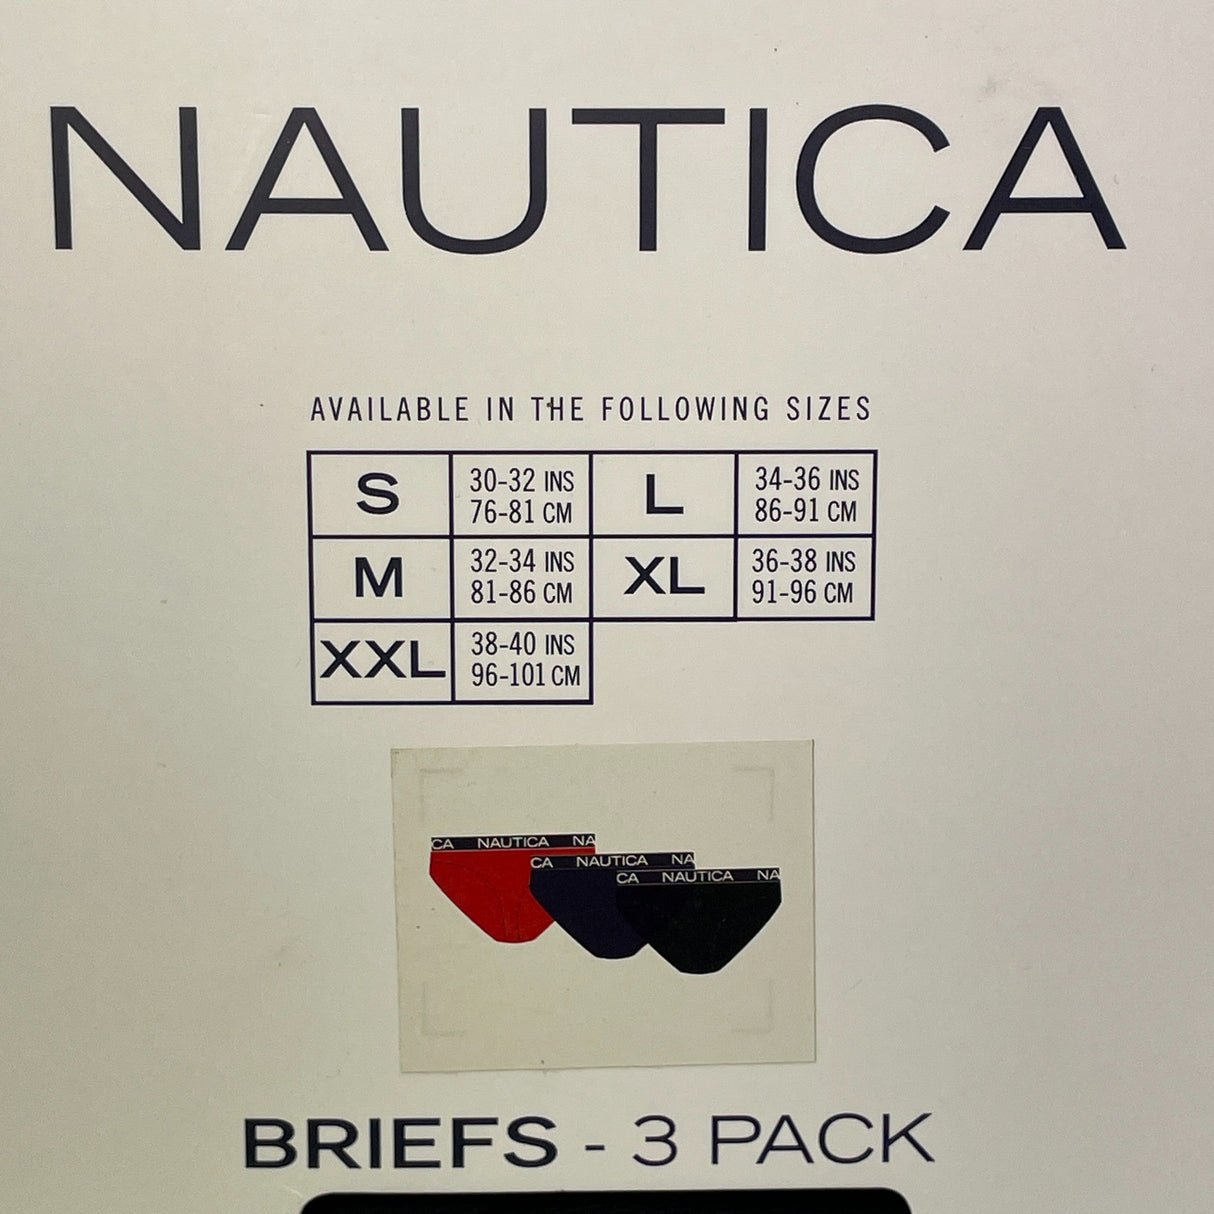 NAUTICA
AVAILABLE IN THE FOLLOWING SIZES
S 30-32 INS 76-81 CM L 34-36 INS 86-91 CM
M 32-34 INS 81-86 CM XL 36-38 INS 91-96 CM
XXL 38-40 INS 96-101 CM
CA NAUTICA NA
CA NAUTICA NA
CA NAUTICA NA
BRIEFS - 3 PACK